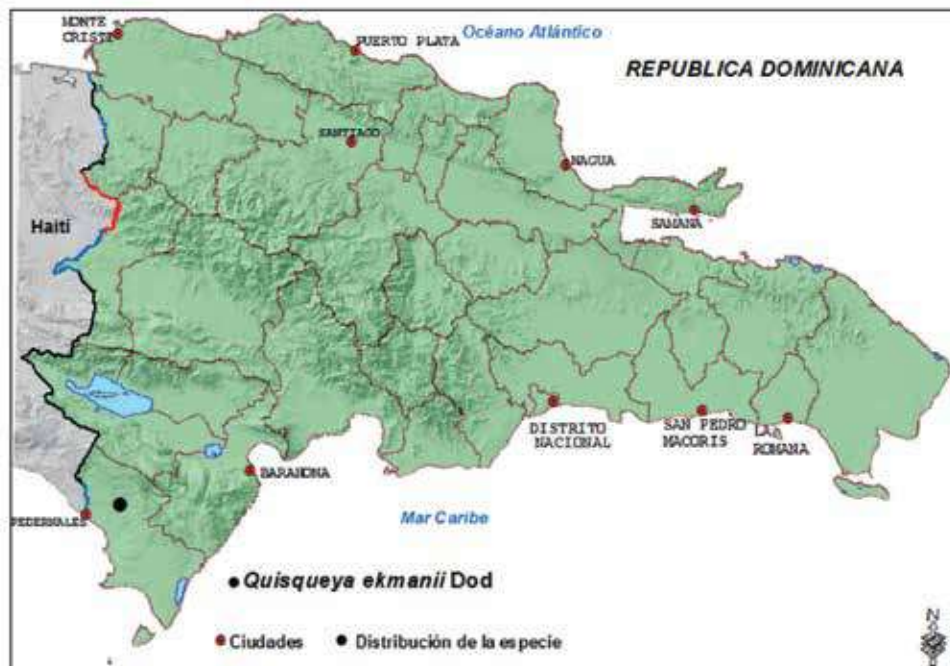 MONTE
CRISTI
PUERTO PLATA
Océano Atlántico
REPUBLICA DOMINICANA
SANTIAGO
NAGUA
SAMANA
Haití
DISTRITO
NACIONAL
SAN PEDRO
MACORIS
LA
ROMANA
BARAHONA
PEDERNALES
Mar Caribe
Quisqueya ekmanii Dod
Ciudades
Distribución de la especie
N